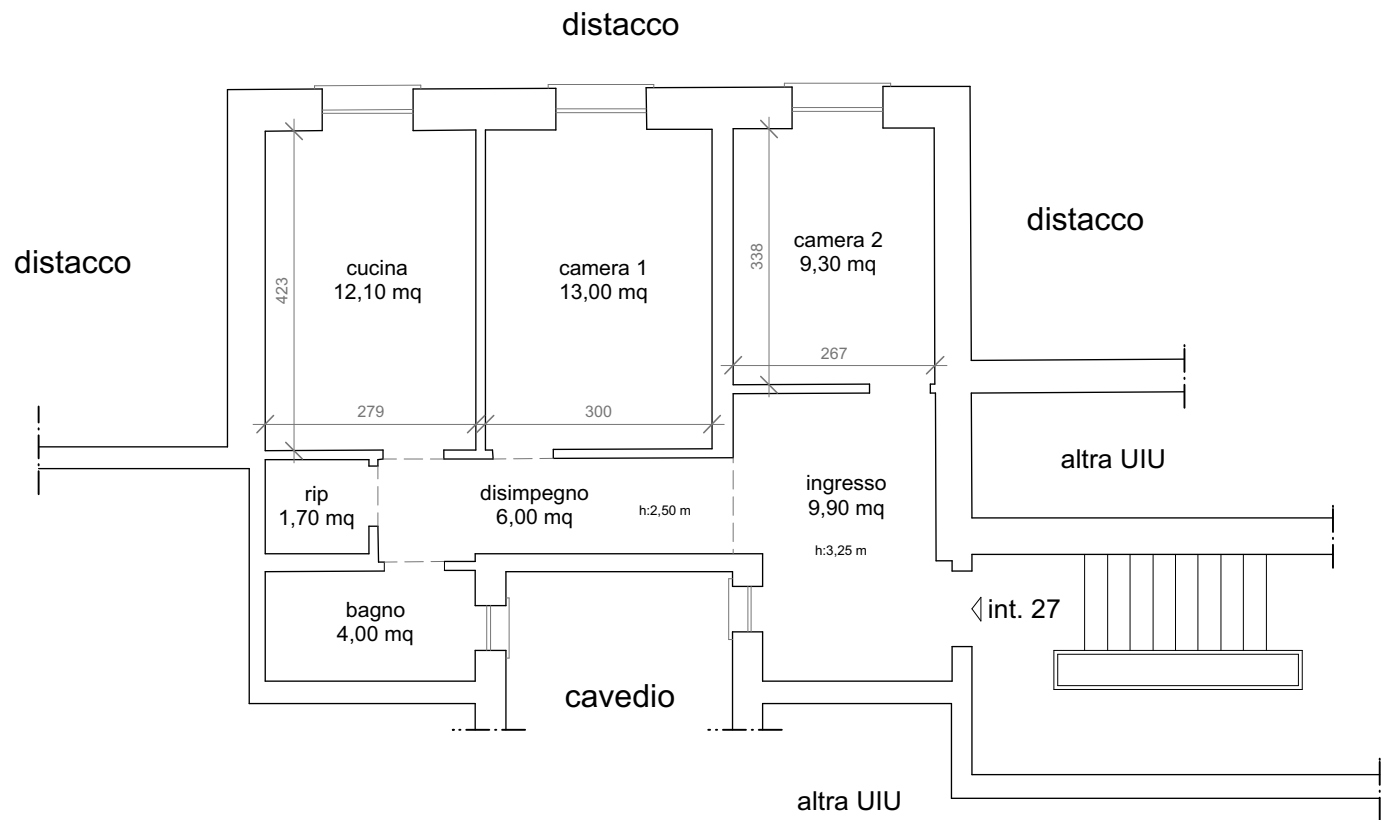 distacco
distacco
distacco
cucina
12,10 mq
camera 1
13,00 mq
camera 2
9,30 mq
423
338
267
279
300
altra UIU
rip
1,70 mq
disimpegno
6,00 mq
h:2,50 m
ingresso
9,90 mq
h:3,25 m
bagno
4,00 mq
int. 27
cavedio
altra UIU